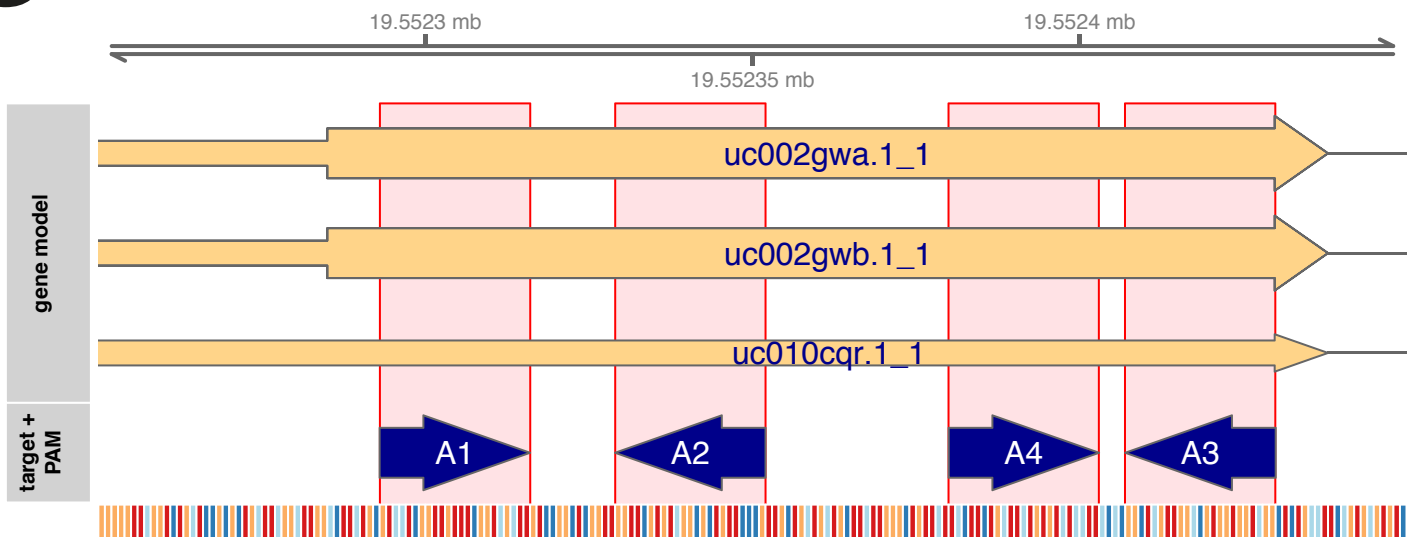 19.5523 mb
19.5524 mb
19.55235 mb
gene model
uc002gwa.1_1
uc002gwb.1_1
uc010cqr.1_1
target +
PAM
A1
A2
A4
A3